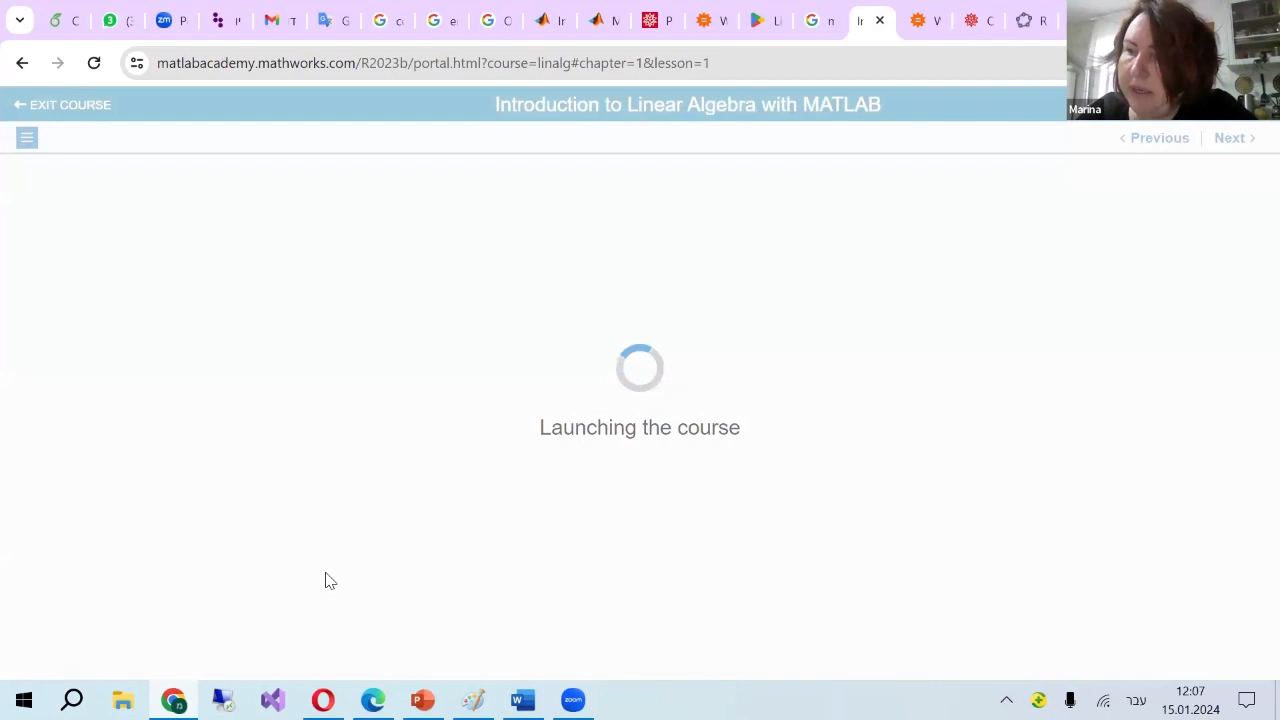 matlabacademy.mathworks.com/R2023b/portal.html?course=linalg#chapter=1&lesson=1
EXIT COURSE
Introduction to Linear Algebra with MATLAB
Marina
Previous
Next
Launching the course
zoom
עבר
12:07
15.01.2024